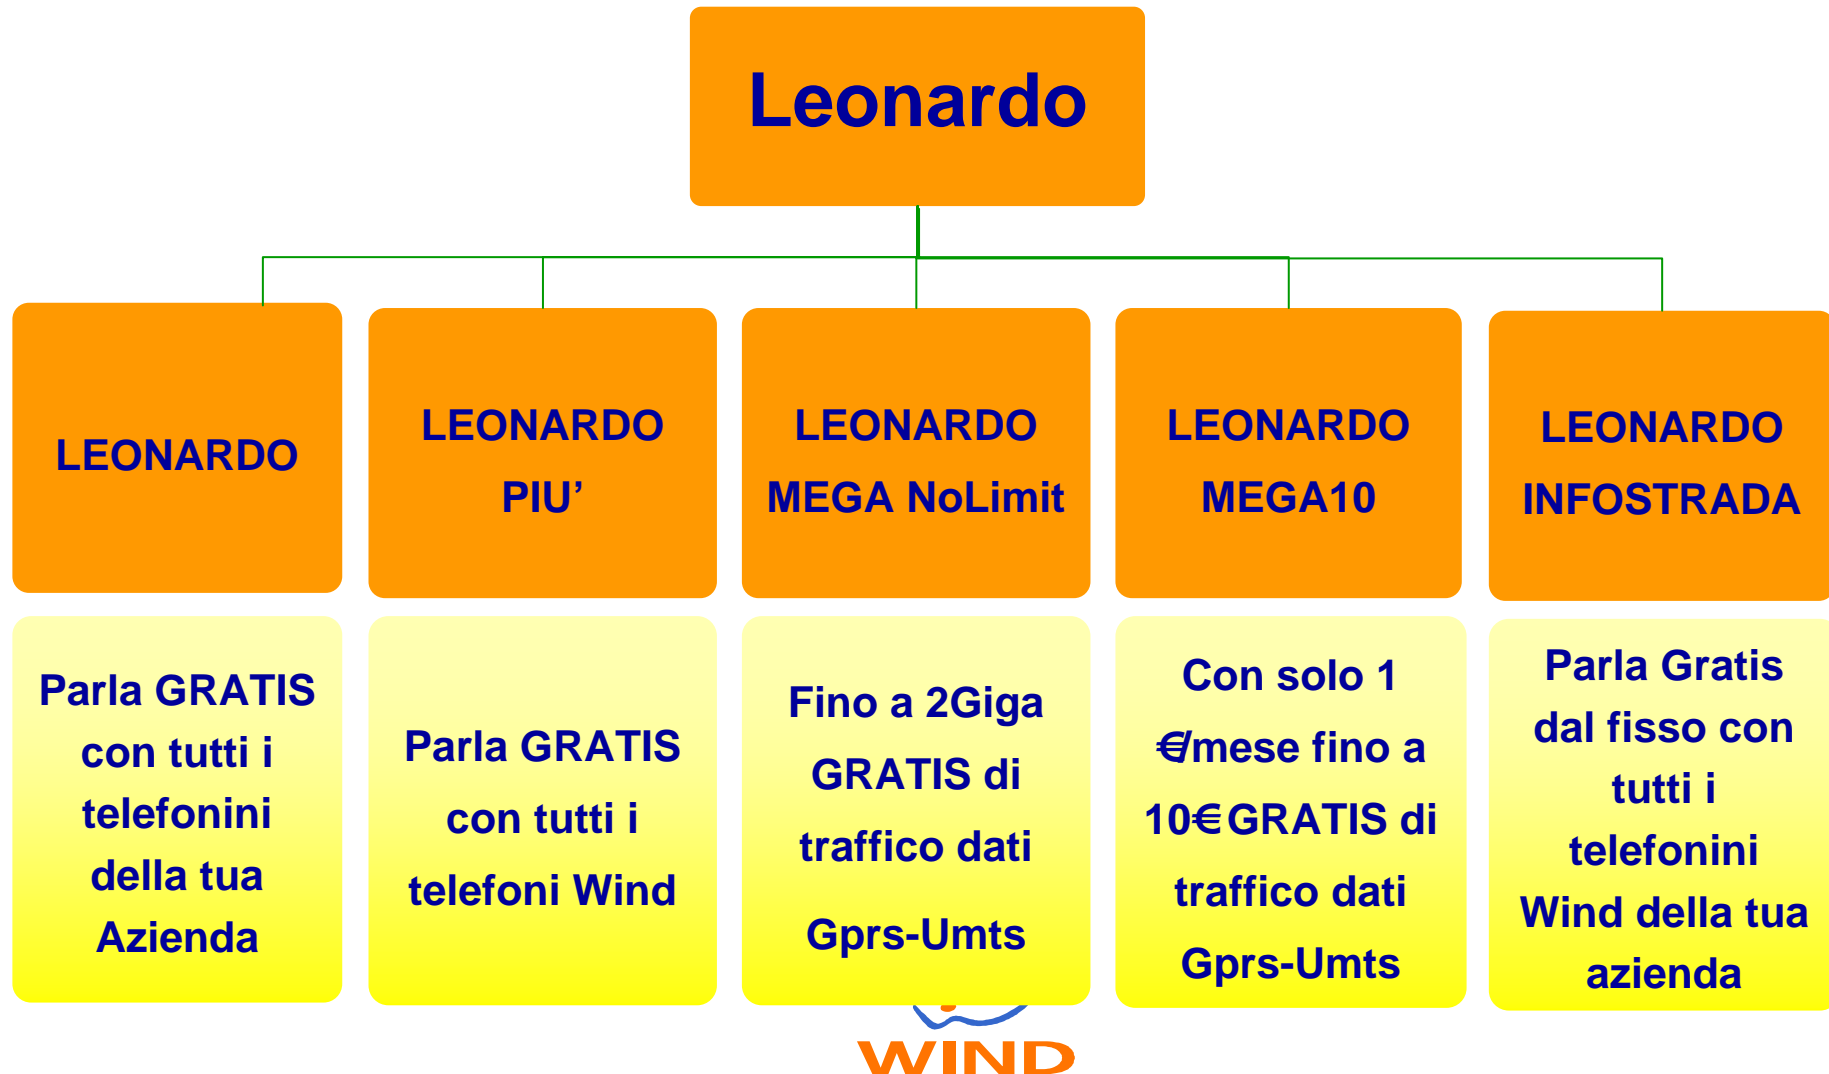 Leonardo
LEONARDO
LEONARDO
PIU’
LEONARDO
MEGA NoLimit
LEONARDO
MEGA10
LEONARDO
INFOSTRADA
Parla GRATIS
con tutti i
telefonini
della tua
Azienda
Parla GRATIS
con tutti i
telefoni Wind
Fino a 2Giga
GRATIS di
traffico dati
Gprs-Umts
Con solo 1
€/mese fino a
10€ GRATIS di
traffico dati
Gprs-Umts
Parla Gratis
dal fisso con
tutti i
telefonini
Wind della tua
azienda
WIND